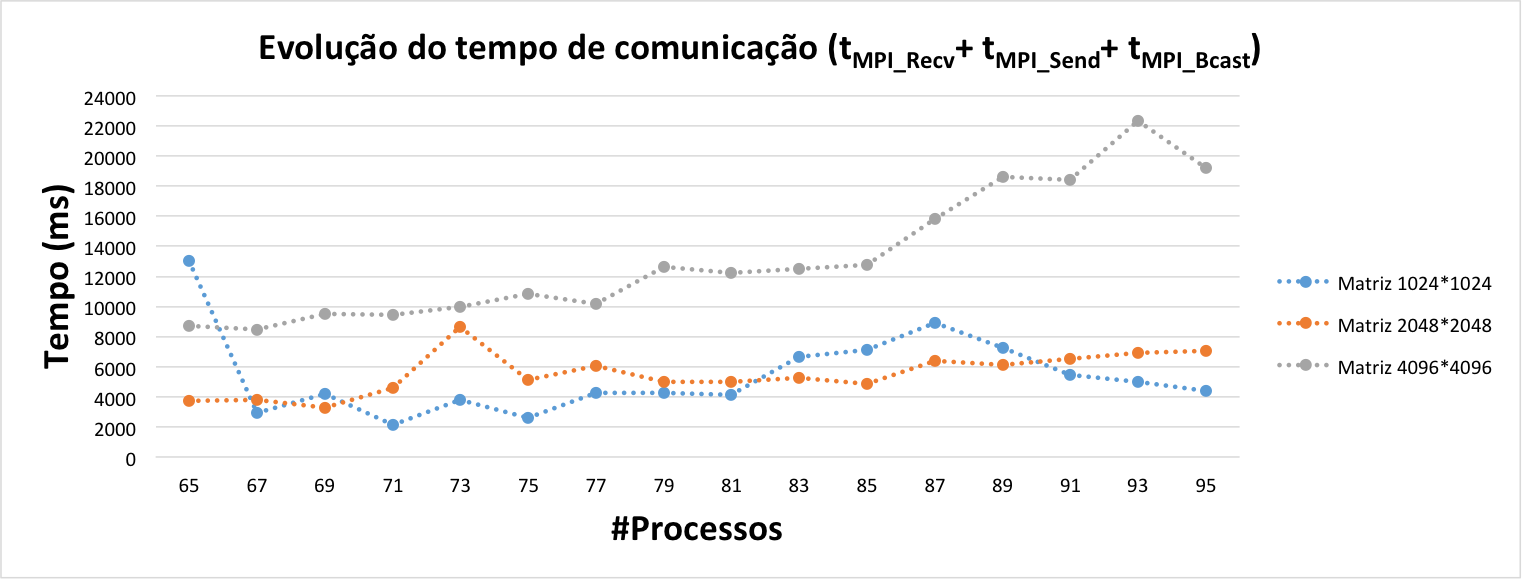 Evolução do tempo de comunicação (tMPI_Recv+ tMPI_Send+ tMPI_Bcast)
24000
22000
20000
18000
16000
14000
12000
10000
8000
6000
4000
2000
0
Tempo (ms)
65 67 69 71 73 75 77 79 81 83 85 87 89 91 93 95
#Processos
Matriz 1024*1024
Matriz 2048*2048
Matriz 4096*4096